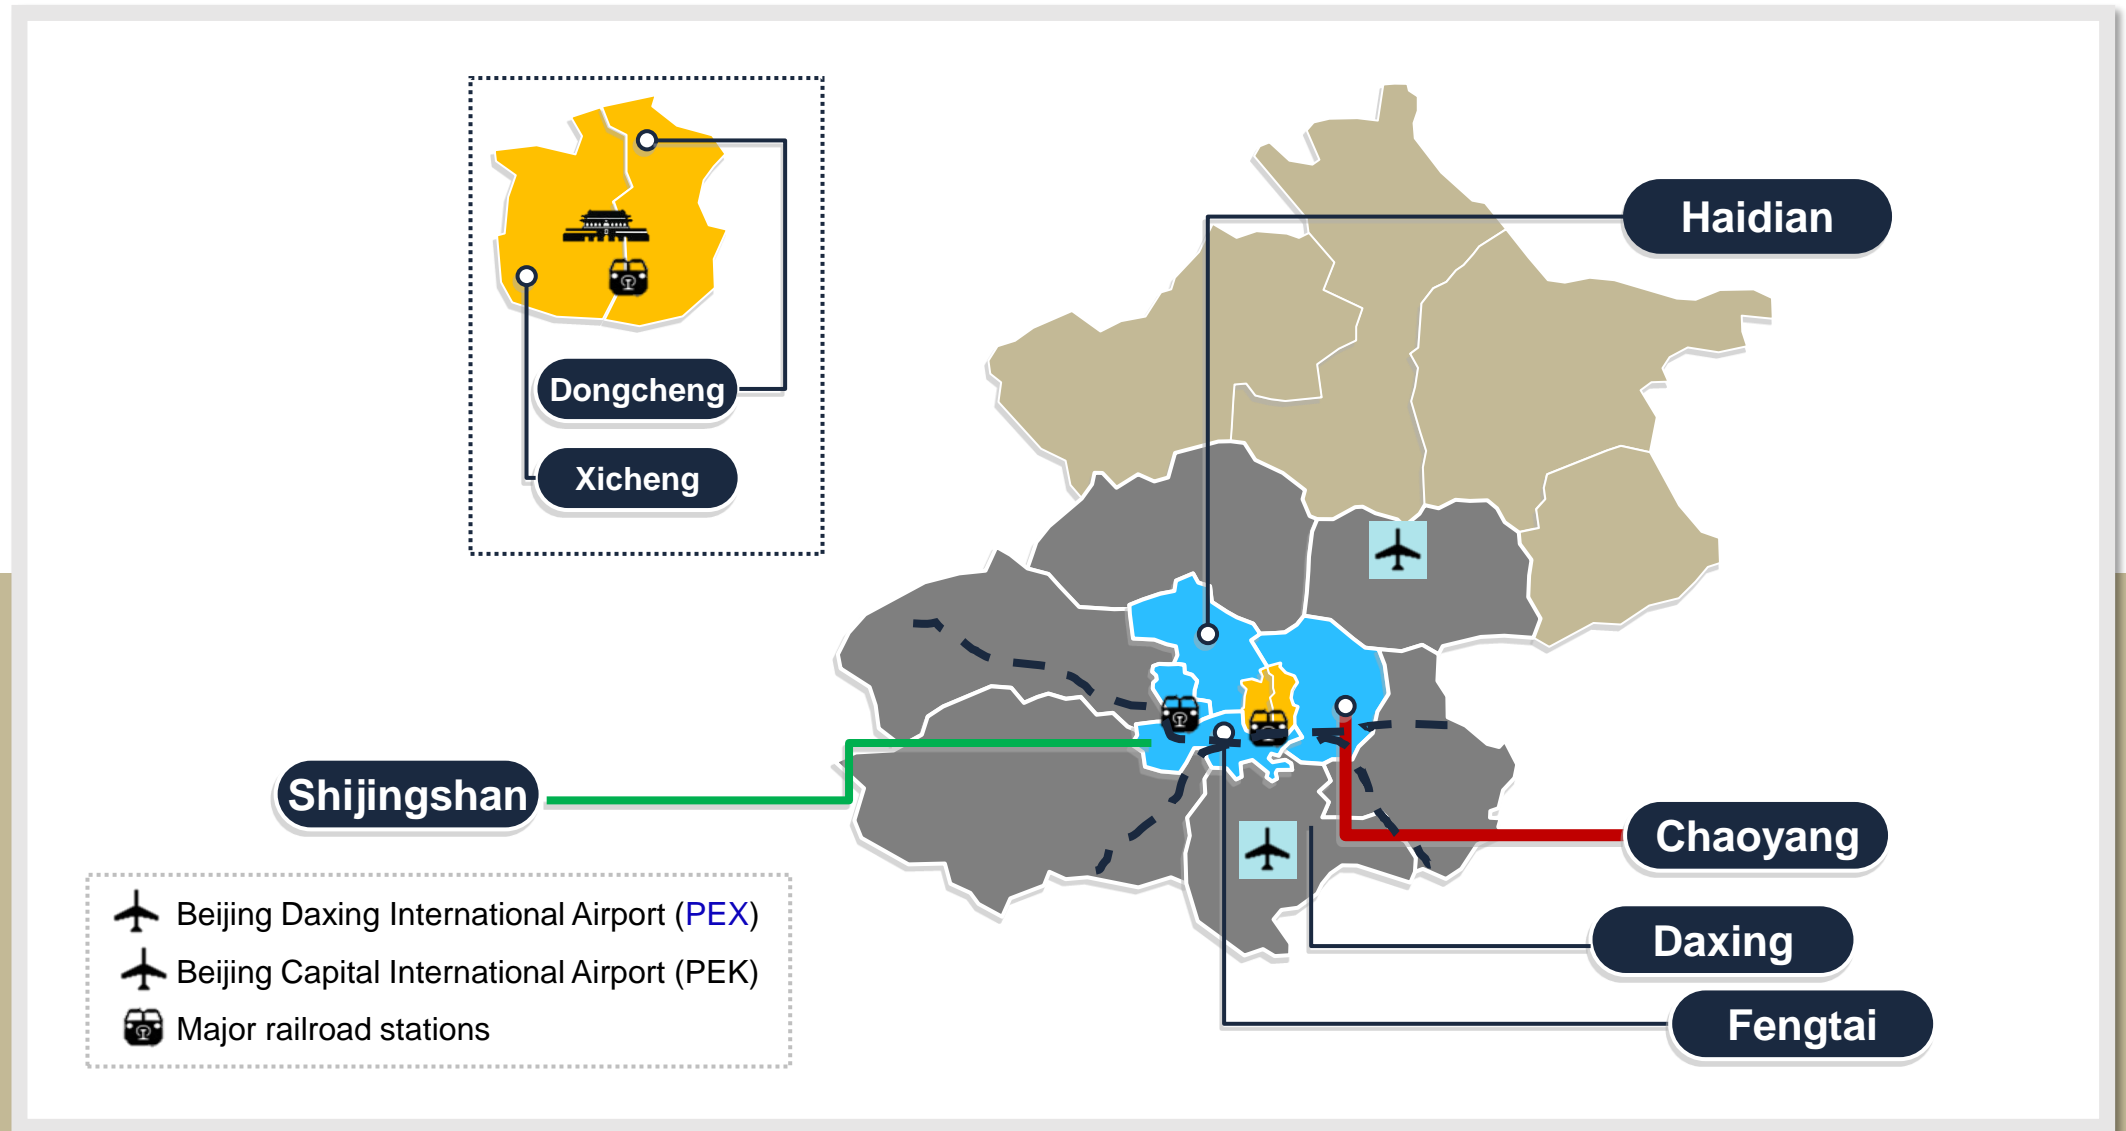 Haidian
Dongcheng
Xicheng
Shijingshan
Chaoyang
Daxing
Fengtai
Beijing Daxing International Airport (PEX)
Beijing Capital International Airport (PEK)
Major railroad stations